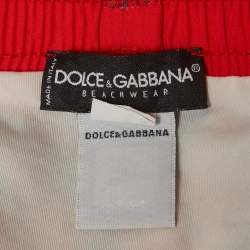 MADE IN ITALY
DOLCE & GABBANA®
BEACHWEAR
DOLCE & GABBANA